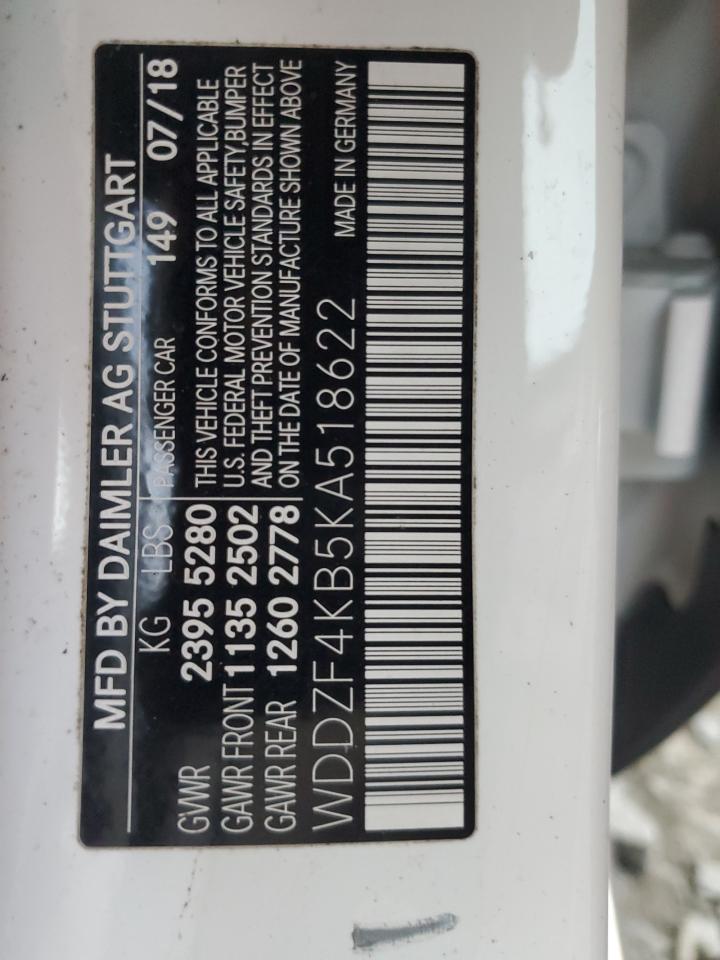 MFD BY DAIMLER AG STUTTGART
KG LBS PASSENGER CAR 149 07/18
GVWR 2395 5280
GAWR FRONT 1135 2502
GAWR REAR 1260 2778
THIS VEHICLE CONFORMS TO ALL APPLICABLE
U.S. FEDERAL MOTOR VEHICLE SAFETY,BUMPER
AND THEFT PREVENTION STANDARDS IN EFFECT
ON THE DATE OF MANUFACTURE SHOWN ABOVE
WDDZF4KB5KA518622 MADE IN GERMANY